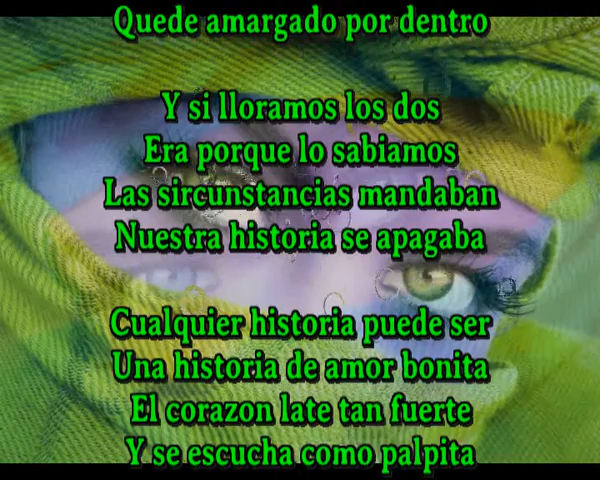 Quede amargado por dentro
Y si lloramos los dos
Era porque lo sabiamos
Las sircunstancias mandaban
Nuestra historia se apagaba
Cualquier historia puede ser
Una historia de amor bonita
El corazon late tan fuerte
Y se escucha como palpita